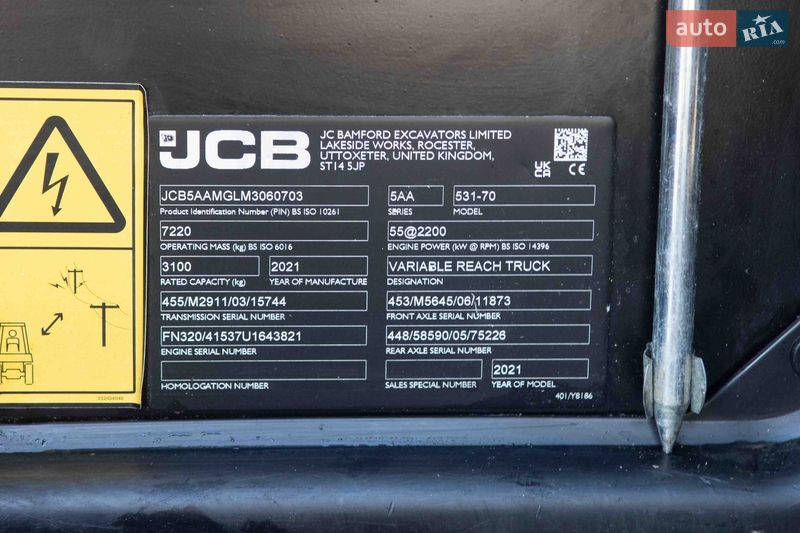 auto RIA .com
JCB
JC BAMFORD EXCAVATORS LIMITED
LAKESIDE WORKS, ROCESTER,
UTTOXETER, UNITED KINGDOM,
ST14 5JP
UK CA CE
JCB5AAMGLM3060703 5AA 531-70
Product Identification Number (PIN) BS ISO 10261 SERIES MODEL
7220 55@2200
OPERATING MASS (kg) BS ISO 6016 ENGINE POWER (kW @ RPM) BS ISO 14396
3100 2021 VARIABLE REACH TRUCK
RATED CAPACITY (kg) YEAR OF MANUFACTURE DESIGNATION
455/M2911/03/15744 453/M5645/06/11873
TRANSMISSION SERIAL NUMBER FRONT AXLE SERIAL NUMBER
FN320/41537U1643821 448/58590/05/75226
ENGINE SERIAL NUMBER REAR AXLE SERIAL NUMBER
2021
HOMOLOGATION NUMBER SALES SPECIAL NUMBER YEAR OF MODEL
401/Y8186